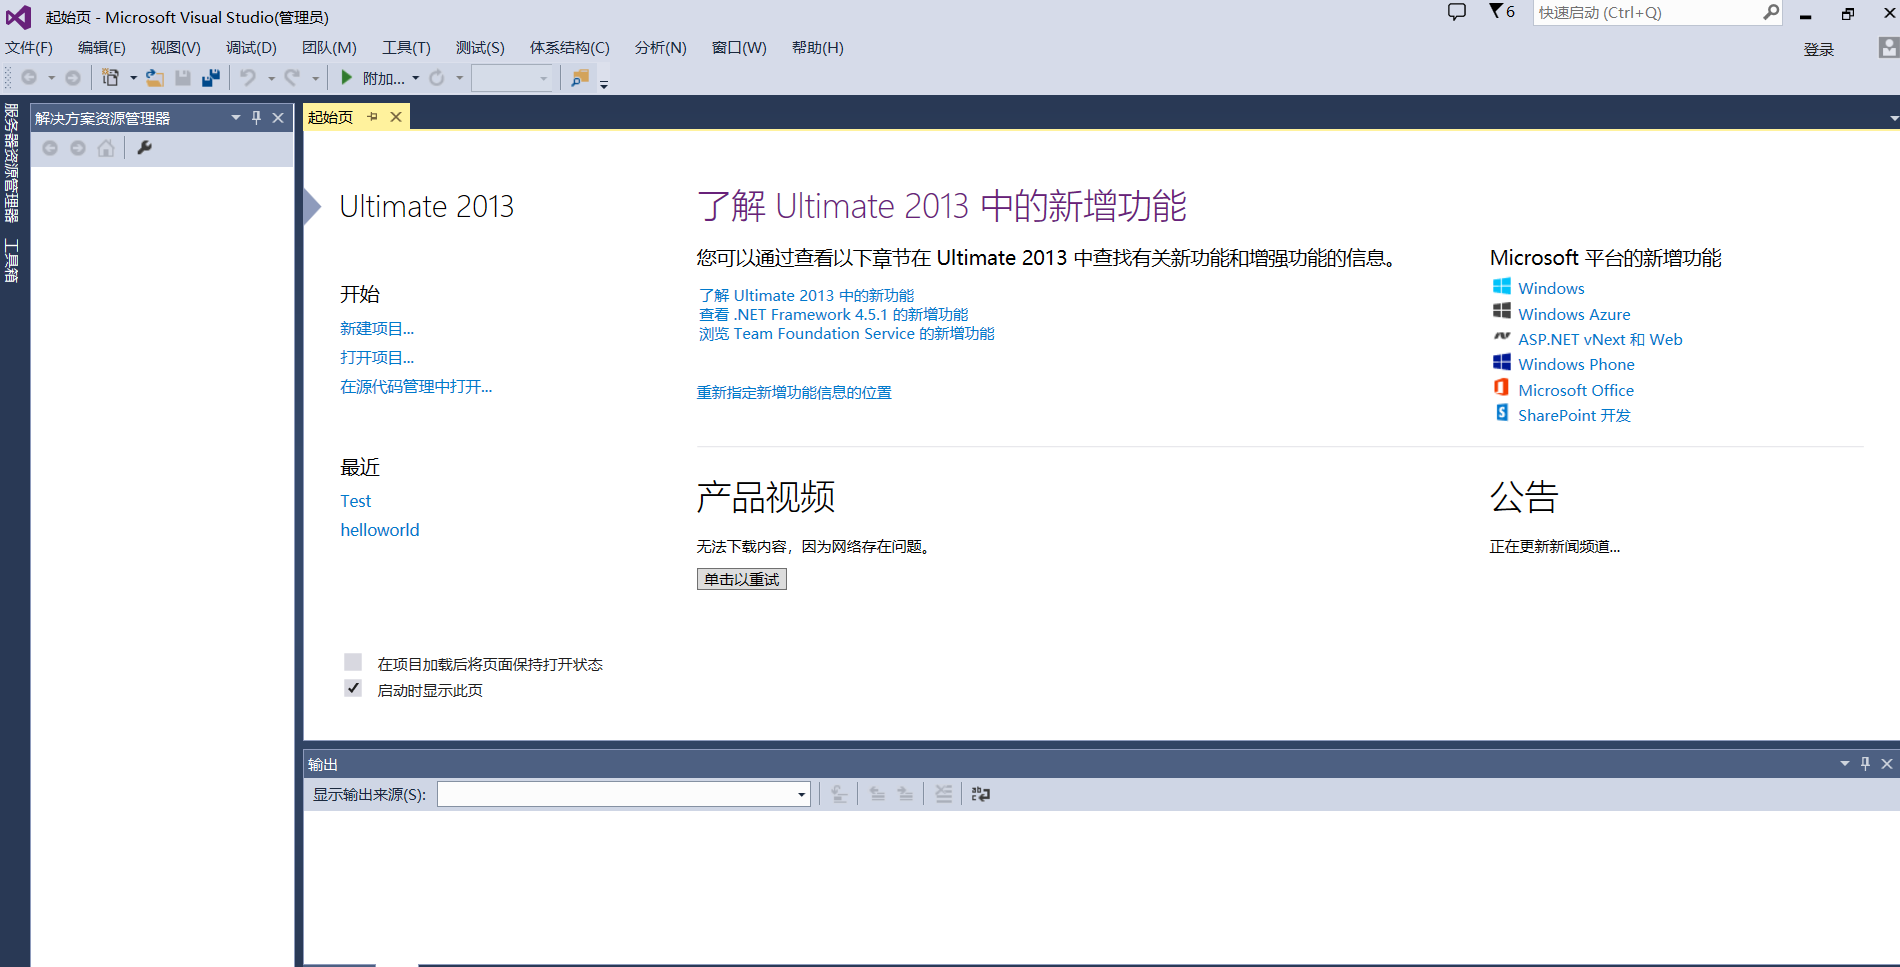 起始页 - Microsoft Visual Studio(管理员)
6
快速启动 (Ctrl+Q)
文件(F) 编辑(E) 视图(V) 调试(D) 团队(M) 工具(T) 测试(S) 体系结构(C) 分析(N) 窗口(W) 帮助(H)
登录
附加...
服务器资源管理器
工具箱
解决方案资源管理器
起始页
Ultimate 2013
开始
新建项目...
打开项目...
在源代码管理中打开...
最近
Test
helloworld
在项目加载后将页面保持打开状态
启动时显示此页
了解 Ultimate 2013 中的新增功能
您可以通过查看以下章节在 Ultimate 2013 中查找有关新功能和增强功能的信息。
了解 Ultimate 2013 中的新功能
查看 .NET Framework 4.5.1 的新增功能
浏览 Team Foundation Service 的新增功能
重新指定新增功能信息的位置
Microsoft 平台的新增功能
Windows
Windows Azure
ASP.NET vNext 和 Web
Windows Phone
Microsoft Office
SharePoint 开发
产品视频
无法下载内容，因为网络存在问题。
单击以重试
公告
正在更新新闻频道...
输出
显示输出来源(S):